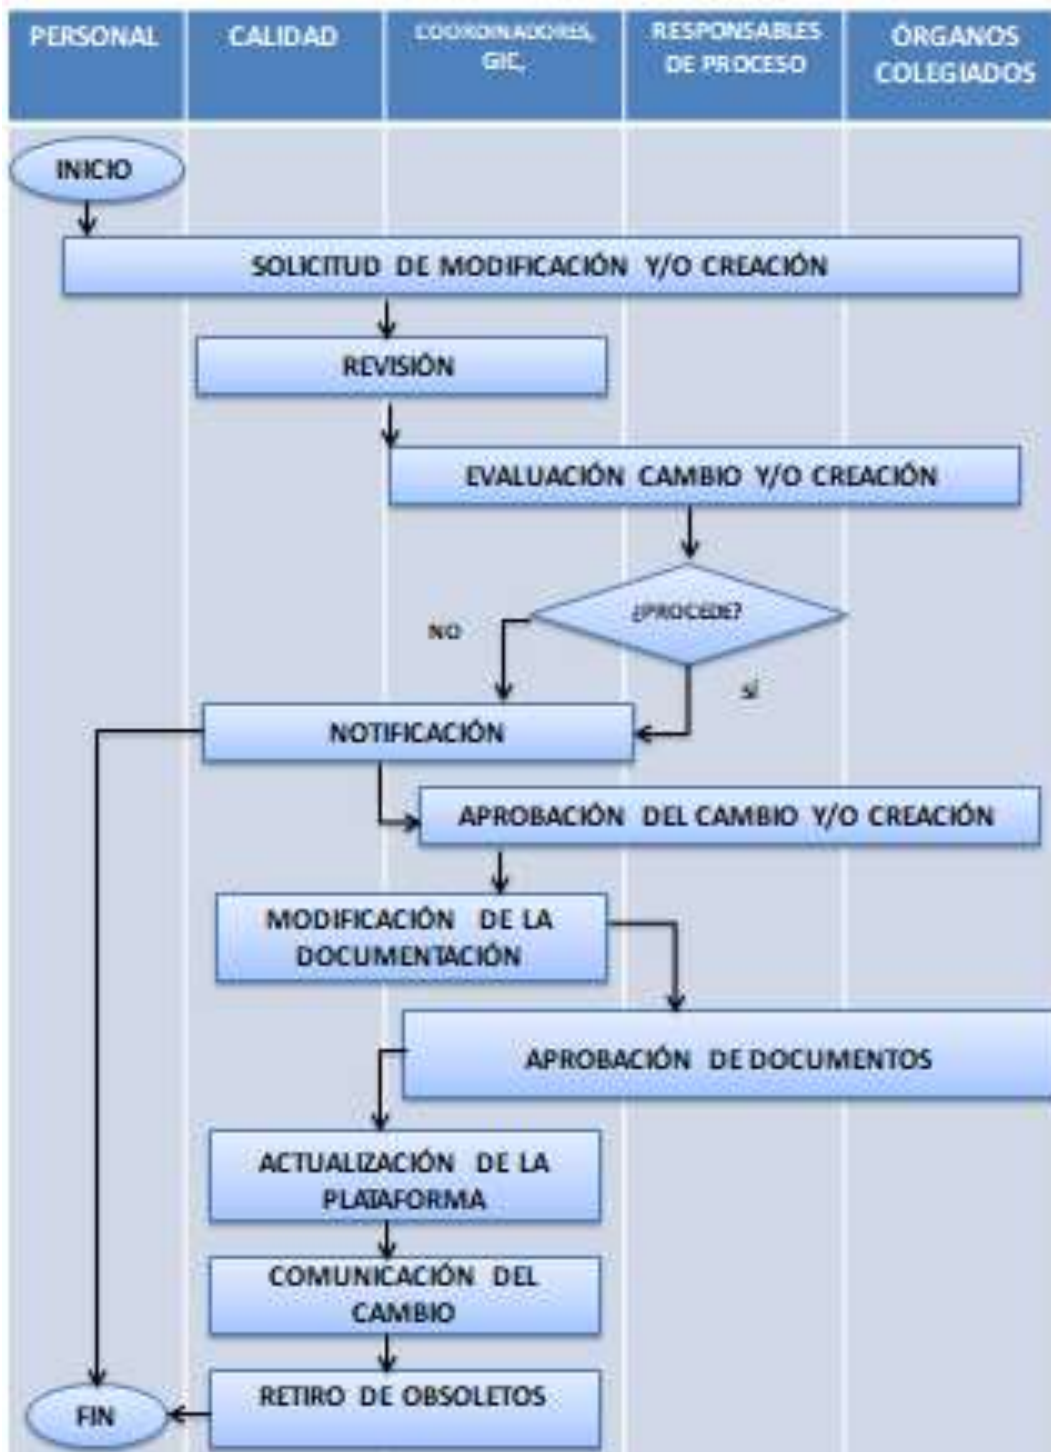 PERSONAL
CALIDAD
COORDINADORES,
GIC,
RESPONSABLES
DE PROCESO
ÓRGANOS
COLEGIADOS
INICIO
SOLICITUD DE MODIFICACIÓN Y/O CREACIÓN
REVISIÓN
EVALUACIÓN CAMBIO Y/O CREACIÓN
¿PROCEDE?
NO
SÍ
NOTIFICACIÓN
APROBACIÓN DEL CAMBIO Y/O CREACIÓN
MODIFICACIÓN DE LA
DOCUMENTACIÓN
APROBACIÓN DE DOCUMENTOS
ACTUALIZACIÓN DE LA
PLATAFORMA
COMUNICACIÓN DEL
CAMBIO
RETIRO DE OBSOLETOS
FIN